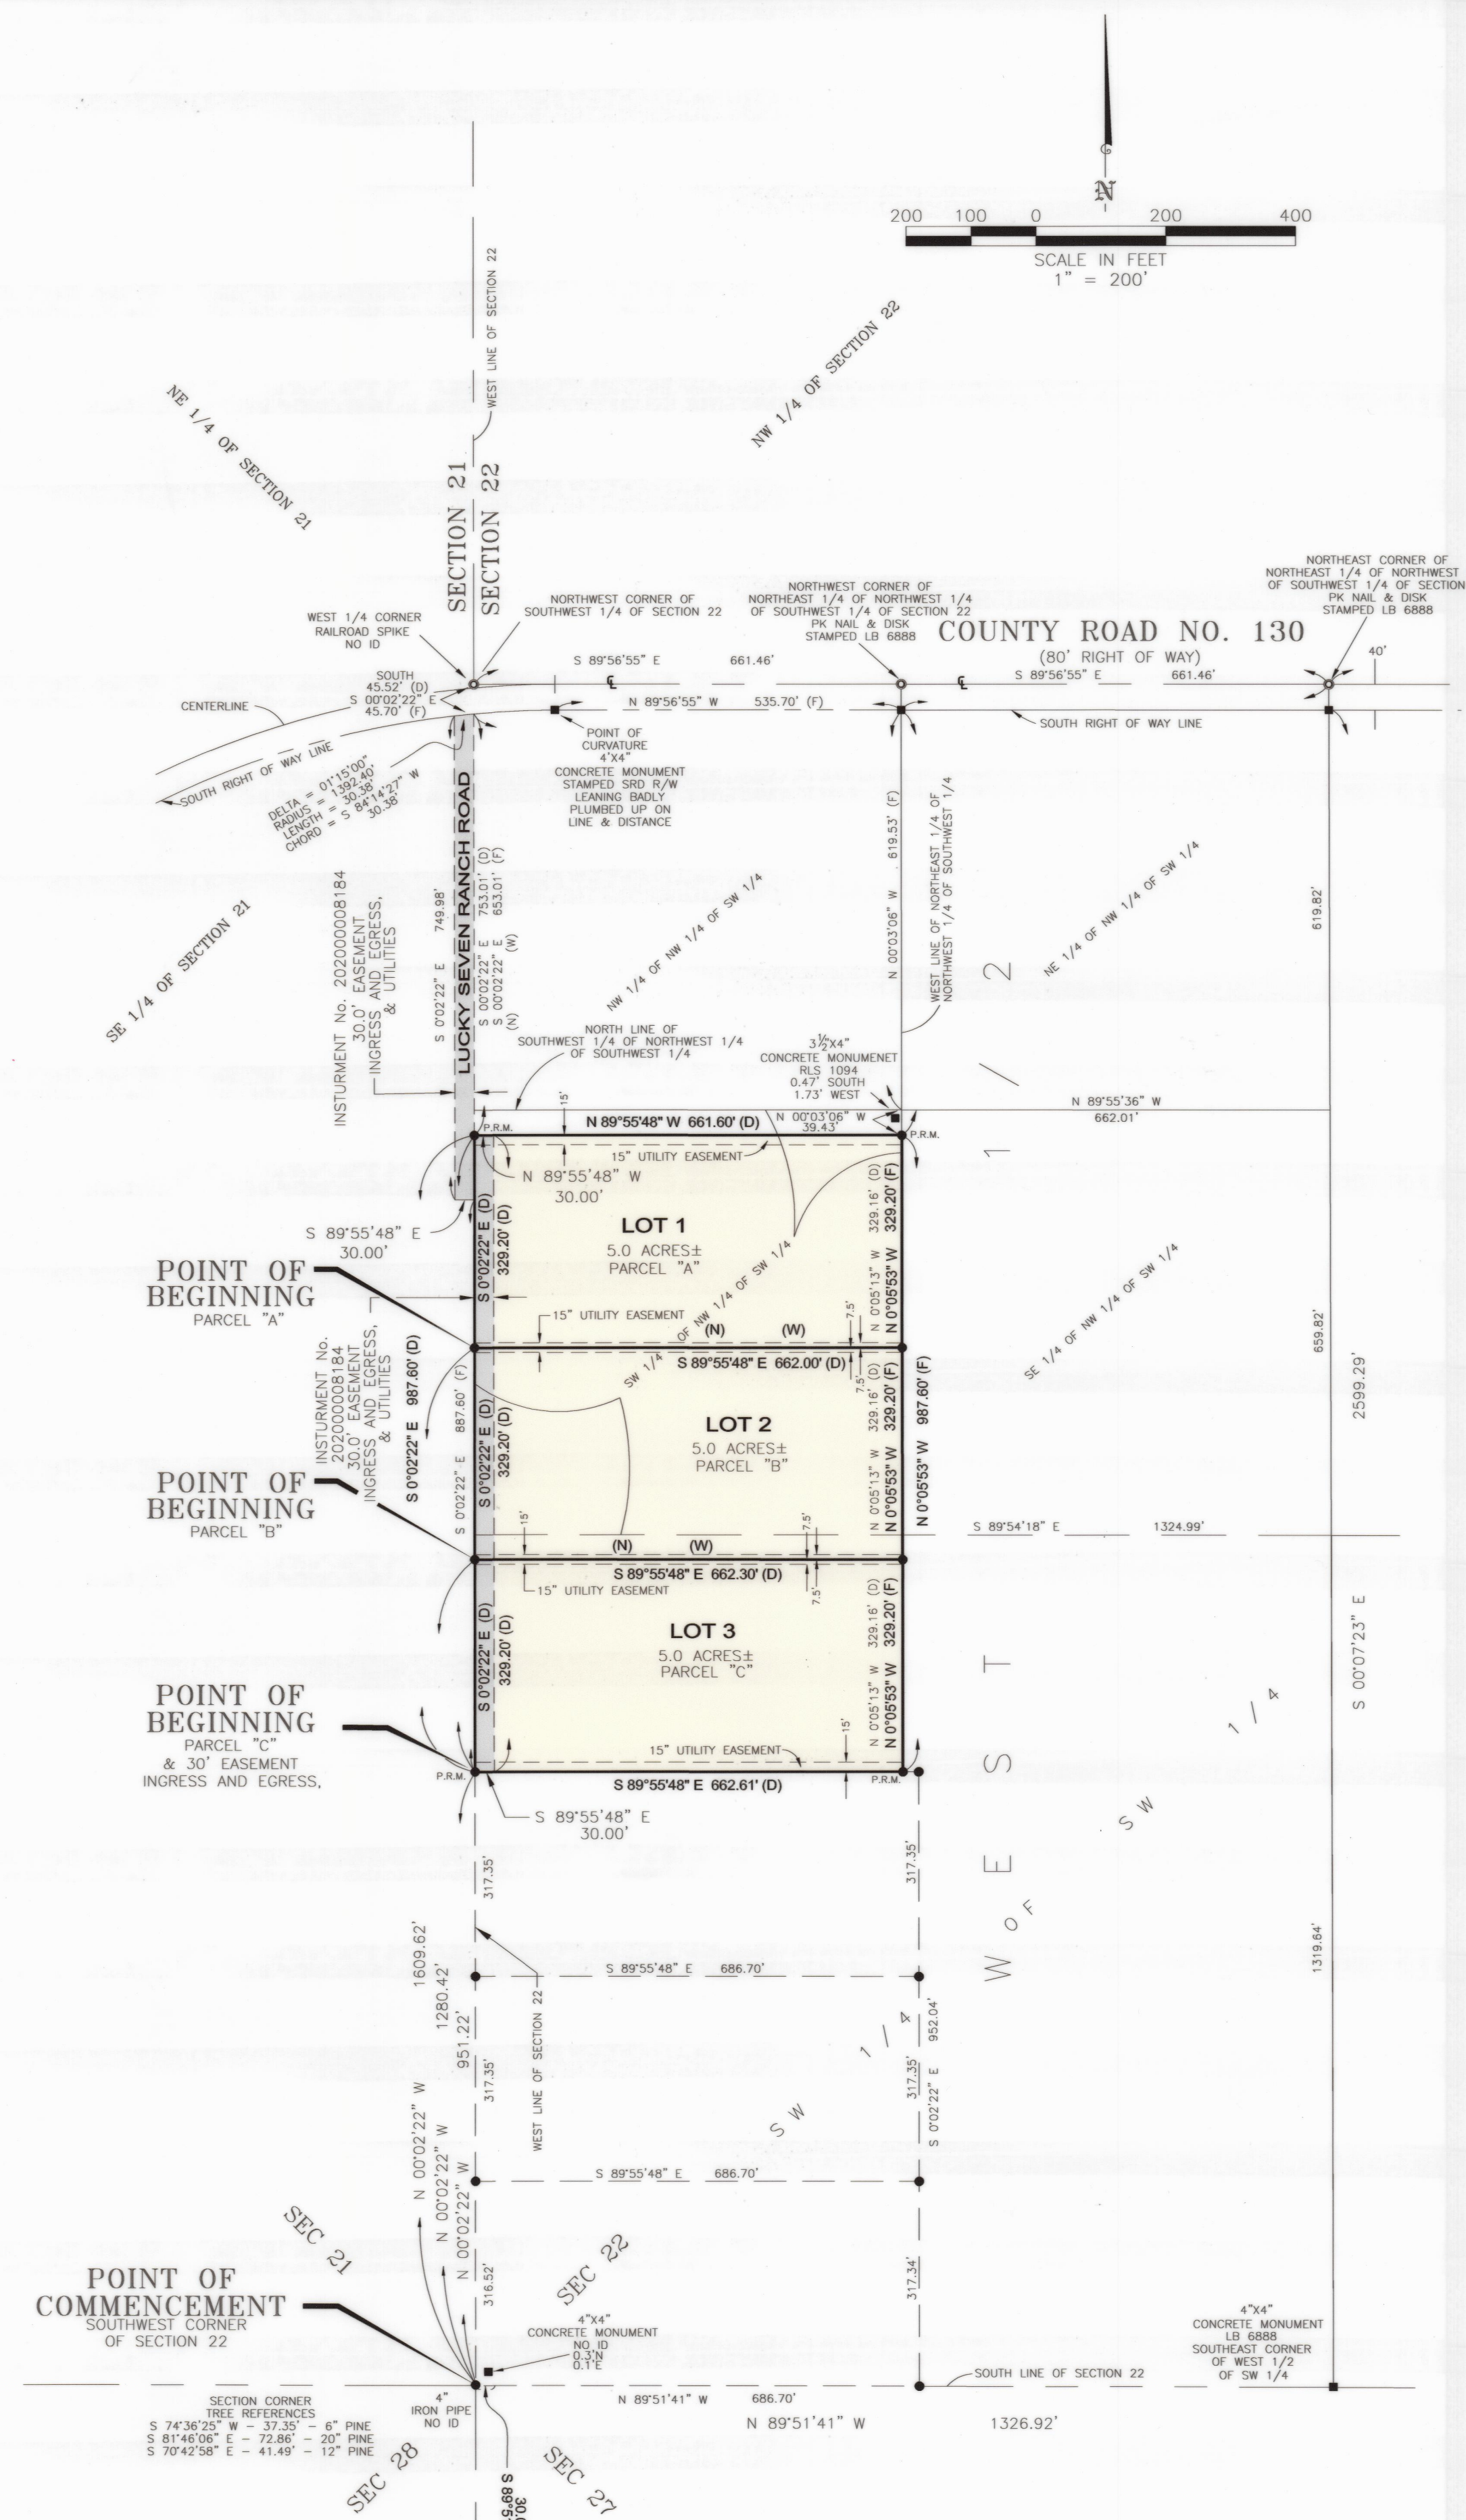 N
200 100 0 200 400
SCALE IN FEET
1" = 200'
WEST LINE OF SECTION 22
NW 1/4 OF SECTION 22
NE 1/4 OF SECTION 21
SECTION 21
SECTION 22
WEST 1/4 CORNER
RAILROAD SPIKE
NO ID
NORTHWEST CORNER OF
SOUTHWEST 1/4 OF SECTION 22
NORTHWEST CORNER OF
NORTHEAST 1/4 OF NORTHWEST 1/4
OF SOUTHWEST 1/4 OF SECTION 22
PK NAIL & DISK
STAMPED LB 6888
NORTHEAST CORNER OF
NORTHEAST 1/4 OF NORTHWEST
OF SOUTHWEST 1/4 OF SECTION
PK NAIL & DISK
STAMPED LB 6888
COUNTY ROAD NO. 130
(80' RIGHT OF WAY)
40'
S 89°56'55" E 661.46'
S 89°56'55" E 661.46'
SOUTH
45.52' (D)
S 00°02'22" E
45.70' (F)
CENTERLINE
N 89°56'55" W 535.70' (F)
SOUTH RIGHT OF WAY LINE
SOUTH RIGHT OF WAY LINE
POINT OF
CURVATURE
4'X4"
CONCRETE MONUMENT
STAMPED SRD R/W
LEANING BADLY
PLUMBED UP ON
LINE & DISTANCE
DELTA = 01°15'00"
RADIUS = 1392.40'
LENGTH = 30.38'
CHORD = S 84°14'27" W
30.38'
LUCKY SEVEN RANCH ROAD
S 0°02'22" E 749.98'
S 00°02'22" E 753.01' (D)
S 00°02'22" E 653.01' (F)
(N) (W)
INSTURMENT No. 202000008184
30.0' EASEMENT
INGRESS AND EGRESS,
& UTILITIES
SE 1/4 OF SECTION 21
NW 1/4 OF NW 1/4 OF SW 1/4
N 00°03'06" W 619.53' (F)
WEST LINE OF NORTHEAST 1/4 OF
NORTHWEST 1/4 OF SOUTHWEST 1/4
NE 1/4 OF NW 1/4 OF SW 1/4
619.82'
NORTH LINE OF
SOUTHWEST 1/4 OF NORTHWEST 1/4
OF SOUTHWEST 1/4
3½"X4"
CONCRETE MONUMENET
RLS 1094
0.47' SOUTH
1.73' WEST
N 00°03'06" W
39.43'
N 89°55'36" W
662.01'
15'
P.R.M.
N 89°55'48" W 661.60' (D)
P.R.M.
15" UTILITY EASEMENT
N 89°55'48" W
30.00'
S 89°55'48" E
30.00'
LOT 1
5.0 ACRES±
PARCEL "A"
S 0°02'22" E (D)
329.20' (D)
N 0°05'13" W 329.16' (D)
N 0°05'53" W 329.20' (F)
POINT OF
BEGINNING
PARCEL "A"
15" UTILITY EASEMENT
SW 1/4 OF NW 1/4 OF SW 1/4
(N) (W)
7.5'
S 89°55'48" E 662.00' (D)
7.5'
SE 1/4 OF NW 1/4 OF SW 1/4
659.82'
INSTURMENT No.
202000008184
30.0' EASEMENT
INGRESS AND EGRESS,
& UTILITIES
S 0°02'22" E 987.60' (D)
S 0°02'22" E 887.60' (F)
LOT 2
5.0 ACRES±
PARCEL "B"
S 0°02'22" E (D)
329.20' (D)
N 0°05'13" W 329.16' (D)
N 0°05'53" W 329.20' (F)
N 0°05'53" W 987.60' (F)
POINT OF
BEGINNING
PARCEL "B"
15'
(N) (W)
7.5'
S 89°54'18" E 1324.99'
S 89°55'48" E 662.30' (D)
15" UTILITY EASEMENT
7.5'
LOT 3
5.0 ACRES±
PARCEL "C"
S 0°02'22" E (D)
329.20' (D)
N 0°05'13" W 329.16' (D)
N 0°05'53" W 329.20' (F)
POINT OF
BEGINNING
PARCEL "C"
& 30' EASEMENT
INGRESS AND EGRESS,
15" UTILITY EASEMENT
15'
P.R.M.
P.R.M.
S 89°55'48" E 662.61' (D)
S 89°55'48" E
30.00'
WEST 1/2
OF SW 1/4
S 00°07'23" E 2599.29'
1319.64'
317.35'
317.35'
N 00°02'22" W 1609.62'
N 00°02'22" W 1280.42'
N 00°02'22" W 951.22'
S 89°55'48" E 686.70'
WEST LINE OF SECTION 22
317.35'
317.35'
S 0°02'22" E 952.04'
SW 1/4
S 89°55'48" E 686.70'
316.52'
317.34'
SEC 21
SEC 22
POINT OF
COMMENCEMENT
SOUTHWEST CORNER
OF SECTION 22
4"X4"
CONCRETE MONUMENT
NO ID
0.3'N
0.1'E
4"X4"
CONCRETE MONUMENT
LB 6888
SOUTHEAST CORNER
OF WEST 1/2
OF SW 1/4
SOUTH LINE OF SECTION 22
SECTION CORNER
TREE REFERENCES
S 74°36'25" W - 37.35' - 6" PINE
S 81°46'06" E - 72.86' - 20" PINE
S 70°42'58" E - 41.49' - 12" PINE
4"
IRON PIPE
NO ID
N 89°51'41" W 686.70'
N 89°51'41" W 1326.92'
SEC 28
SEC 27